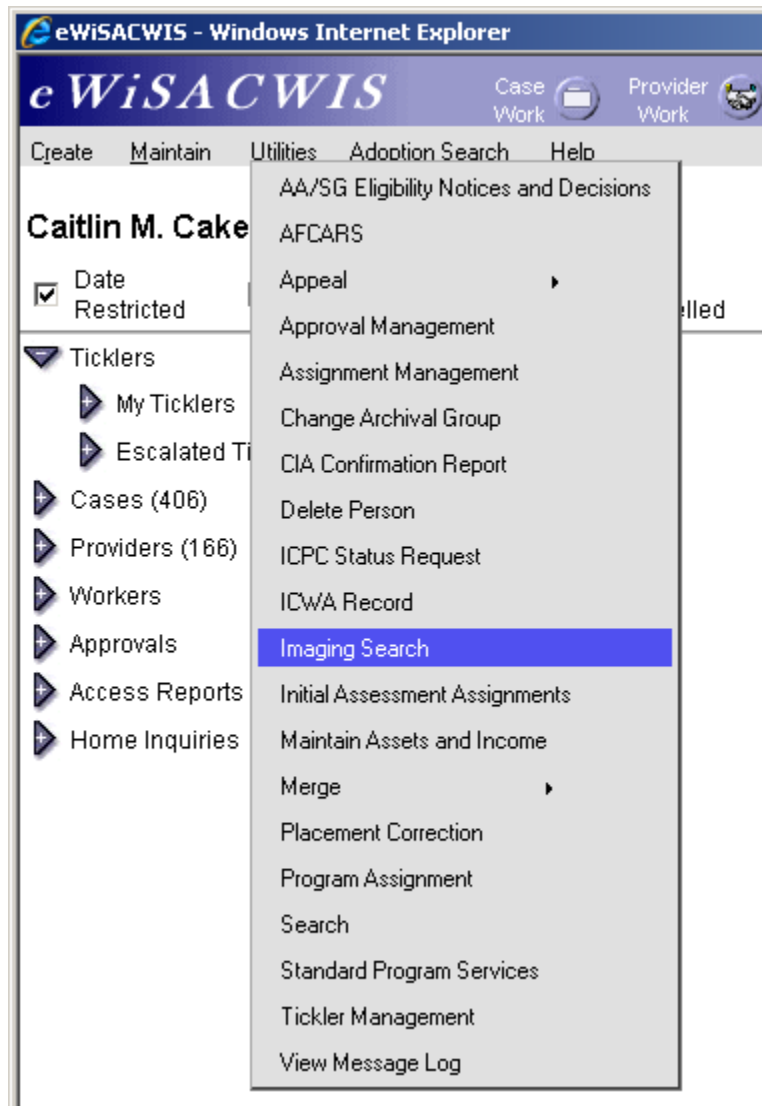 eWiSACWIS - Windows Internet Explorer
eWiSACWIS
Case Work
Provider Work
Create Maintain Utilities Adoption Search Help
Caitlin M. Cake
Date Restricted
elled
Ticklers
My Ticklers
Escalated Ti
Cases (406)
Providers (166)
Workers
Approvals
Access Reports
Home Inquiries
AA/SG Eligibility Notices and Decisions
AFCARS
Appeal
Approval Management
Assignment Management
Change Archival Group
CIA Confirmation Report
Delete Person
ICPC Status Request
ICWA Record
Imaging Search
Initial Assessment Assignments
Maintain Assets and Income
Merge
Placement Correction
Program Assignment
Search
Standard Program Services
Tickler Management
View Message Log